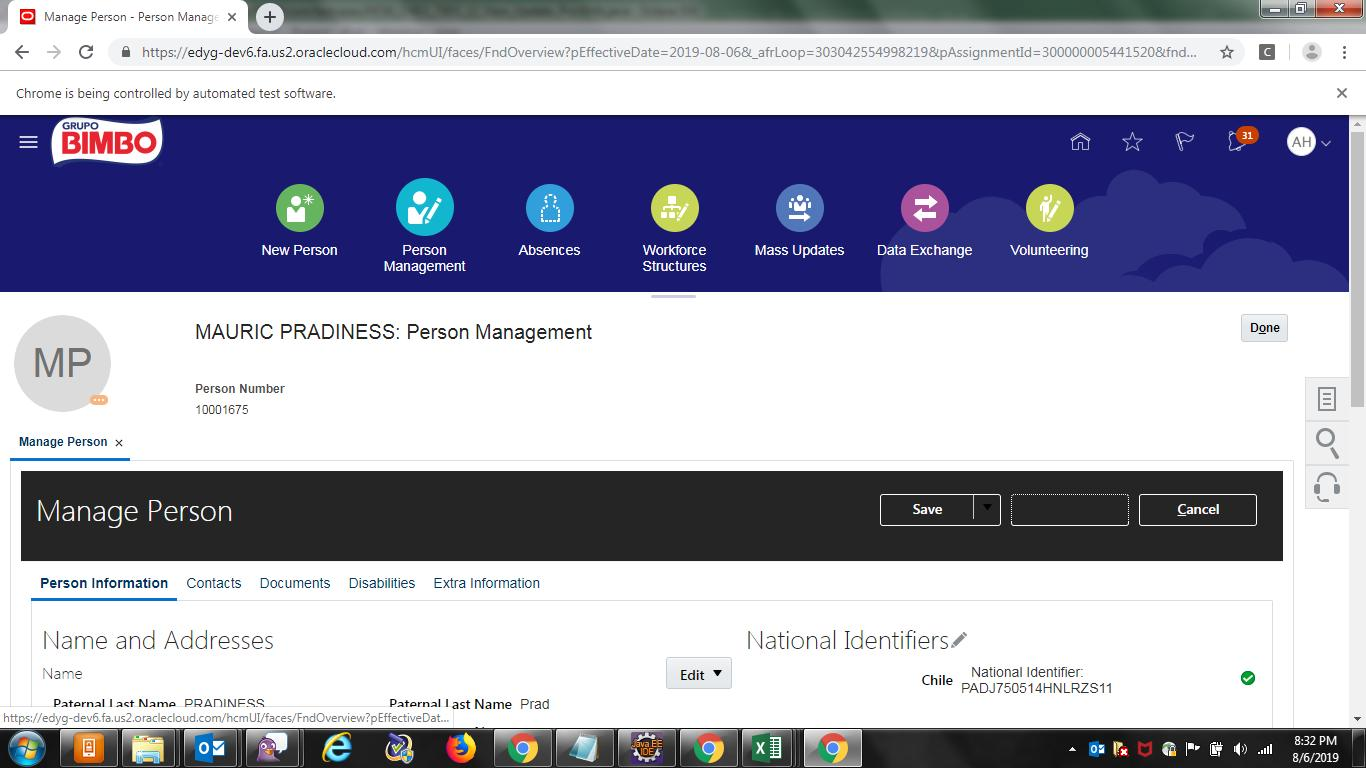 Manage Person - Person Manage
https://edyg-dev6.fa.us2.oraclecloud.com/hcmUI/faces/FndOverview?pEffectiveDate=2019-08-06&_afrLoop=303042554998219&pAssignmentId=300000005441520&fnd...
C
Chrome is being controlled by automated test software.
GRUPO
BIMBO
31
AH
New Person
Person
Management
Absences
Workforce
Structures
Mass Updates
Data Exchange
Volunteering
MP
MAURIC PRADINESS: Person Management
Done
Person Number
10001675
Manage Person
Manage Person
Save
Cancel
Person Information
Contacts
Documents
Disabilities
Extra Information
Name and Addresses
National Identifiers
Name
Edit
Chile
National Identifier:
PADJ750514HNLRZS11
Paternal Last Name PRADINESS
Paternal Last Name Prad
https://edyg-dev6.fa.us2.oraclecloud.com/hcmUI/faces/FndOverview?pEffectiveDat...
Java EE
IDE
8:32 PM
8/6/2019